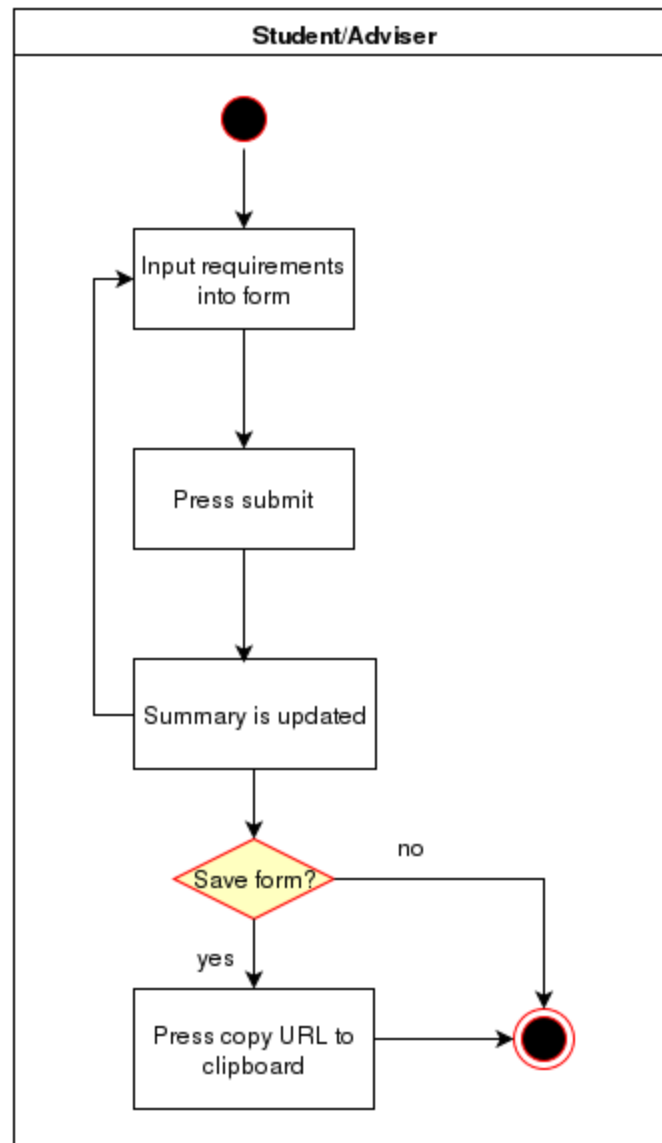 Student/Adviser
Input requirements
into form
Press submit
Summary is updated
Save form?
no
yes
Press copy URL to
clipboard